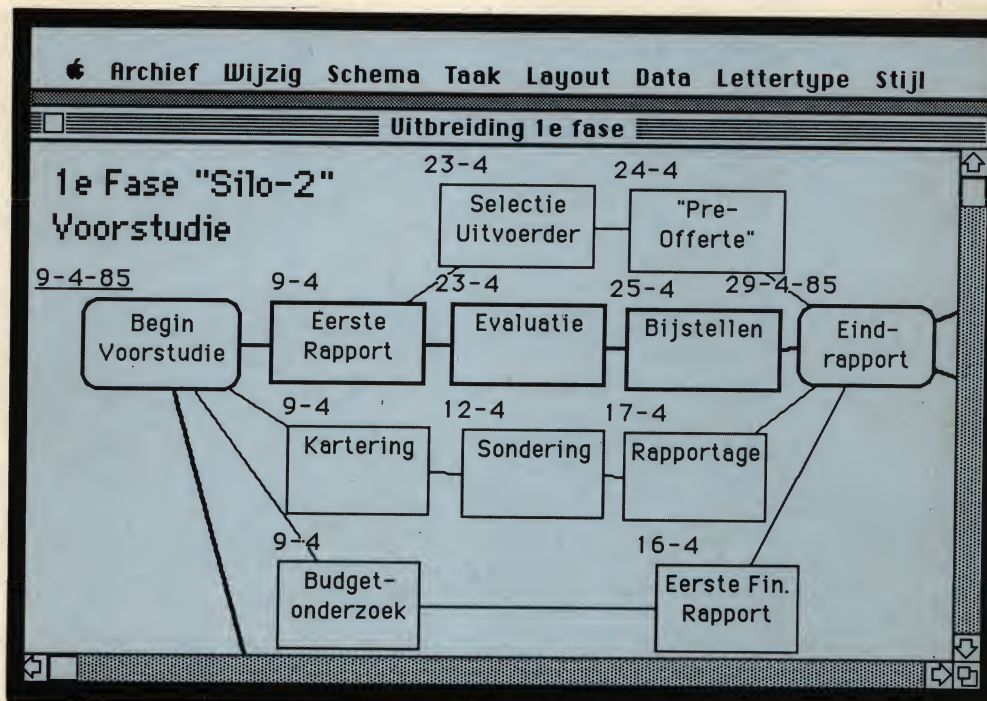 Archief Wijzig Schema Taak Layout Data Lettertype Stijl
Uitbreiding 1e fase
1e Fase "Silo-2"
Voorstudie
23-4
24-4
Selectie
Uitvoerder
"Pre-
Offerte"
9-4-85
9-4
23-4
25-4
29-4-85
Begin
Voorstudie
Eerste
Rapport
Evaluatie
Bijstellen
Eind-
rapport
9-4
12-4
17-4
Kartering
Sondering
Rapportage
9-4
16-4
Budget-
onderzoek
Eerste Fin.
Rapport